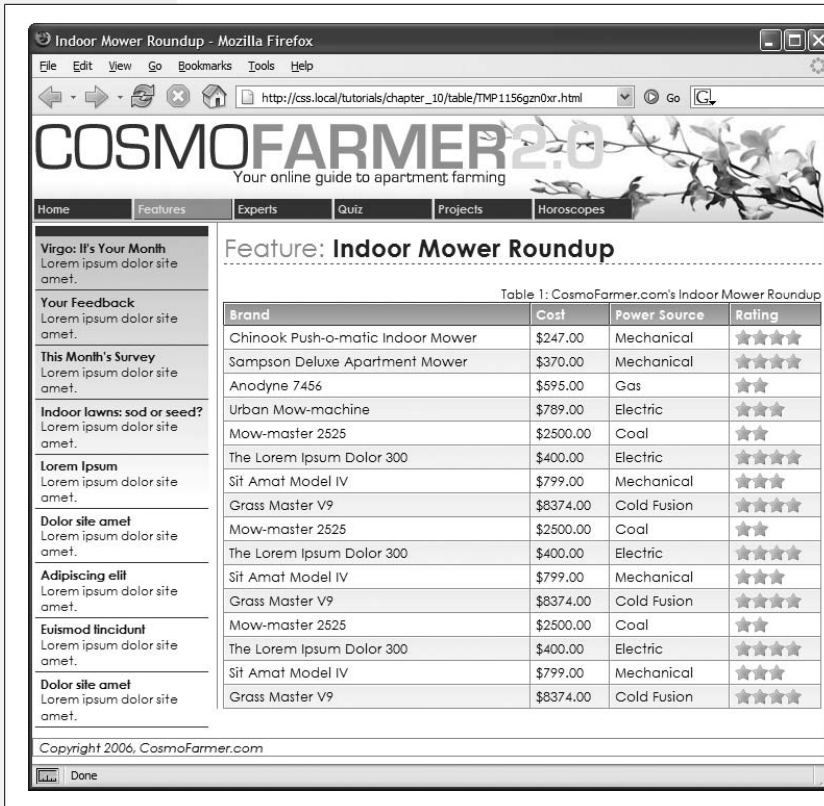 Indoor Mower Roundup - Mozilla Firefox
File Edit View Go Bookmarks Tools Help
http://css.local/tutorials/chapter_10/table/TMP1156gzn0xr.html Go G
COSMOFARMER2.0
Your online guide to apartment farming
Home Features Experts Quiz Projects Horoscopes
Virgo: It's Your Month
Lorem ipsum dolor site
amet.
Your Feedback
Lorem ipsum dolor site
amet.
This Month's Survey
Lorem ipsum dolor site
amet.
Indoor lawns: sod or seed?
Lorem ipsum dolor site
amet.
Lorem Ipsum
Lorem ipsum dolor site
amet.
Dolor site amet
Lorem ipsum dolor site
amet.
Adipiscing elit
Lorem ipsum dolor site
amet.
Euismod tincidunt
Lorem ipsum dolor site
amet.
Dolor site amet
Lorem ipsum dolor site
amet.
Feature: Indoor Mower Roundup
Table 1: CosmoFarmer.com's Indoor Mower Roundup
Brand Cost Power Source Rating
Chinook Push-o-matic Indoor Mower $247.00 Mechanical
Sampson Deluxe Apartment Mower $370.00 Mechanical
Anodyne 7456 $595.00 Gas
Urban Mow-machine $789.00 Electric
Mow-master 2525 $2500.00 Coal
The Lorem Ipsum Dolor 300 $400.00 Electric
Sit Amat Model IV $799.00 Mechanical
Grass Master V9 $8374.00 Cold Fusion
Mow-master 2525 $2500.00 Coal
The Lorem Ipsum Dolor 300 $400.00 Electric
Sit Amat Model IV $799.00 Mechanical
Grass Master V9 $8374.00 Cold Fusion
Mow-master 2525 $2500.00 Coal
The Lorem Ipsum Dolor 300 $400.00 Electric
Sit Amat Model IV $799.00 Mechanical
Grass Master V9 $8374.00 Cold Fusion
Copyright 2006, CosmoFarmer.com
Done